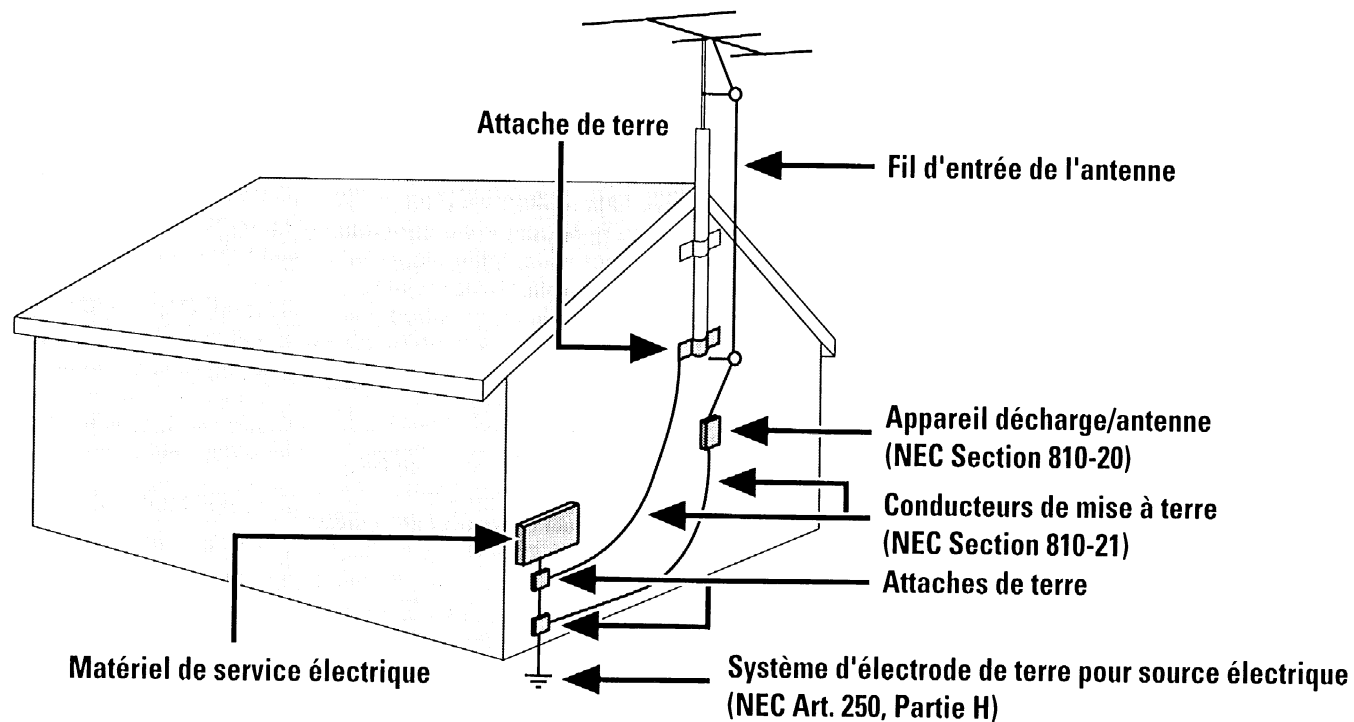 Attache de terre
Fil d'entrée de l'antenne
Appareil décharge/antenne
(NEC Section 810-20)
Conducteurs de mise à terre
(NEC Section 810-21)
Attaches de terre
Matériel de service électrique
Système d'électrode de terre pour source électrique
(NEC Art. 250, Partie H)